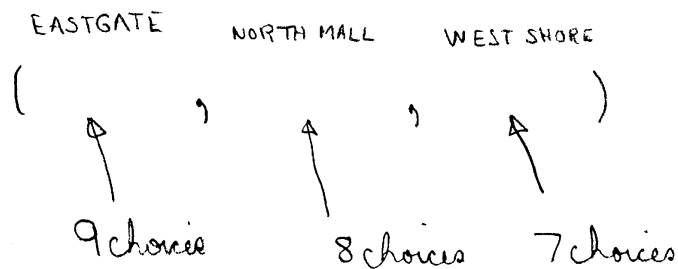 EASTGATE NORTH MALL WEST SHORE
( , , )
9 choices 8 choices 7 choices